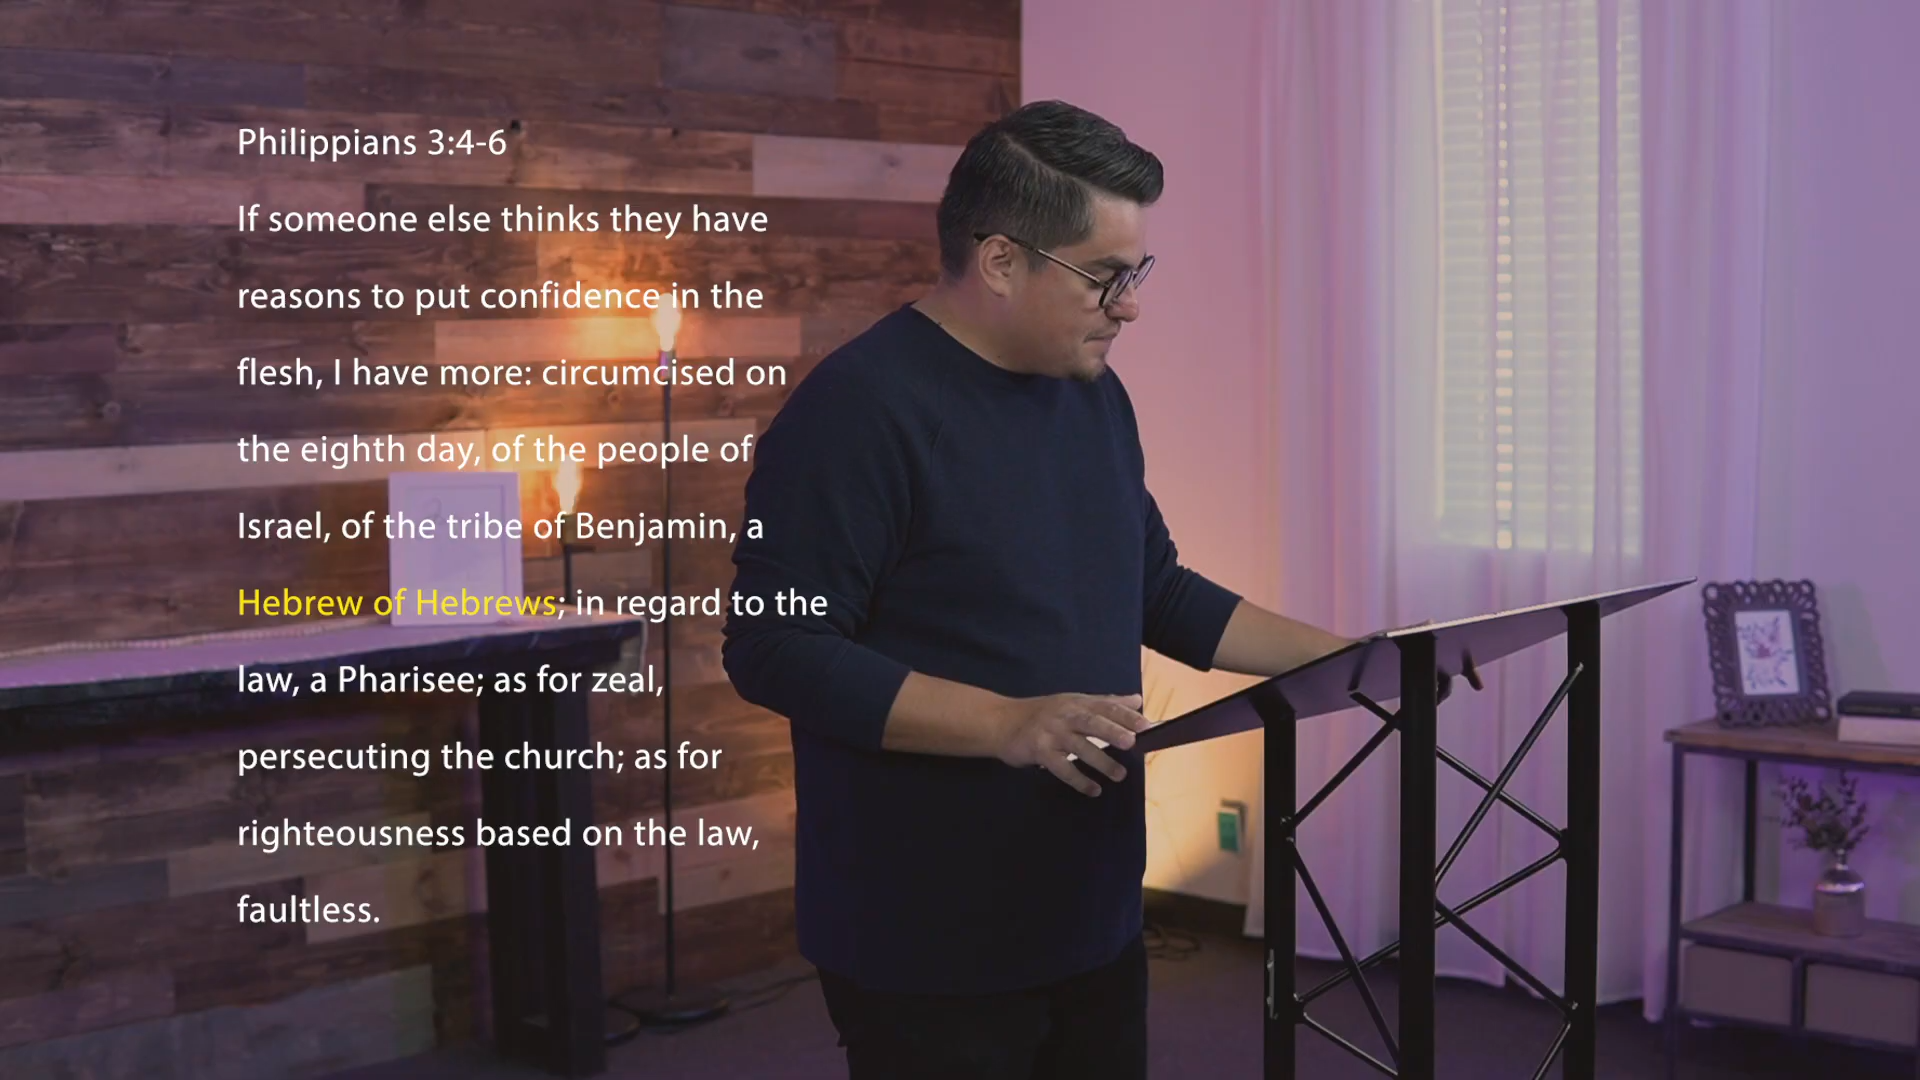 Philippians 3:4-6
If someone else thinks they have
reasons to put confidence in the
flesh, I have more: circumcised on
the eighth day, of the people of
Israel, of the tribe of Benjamin, a
Hebrew of Hebrews; in regard to the
law, a Pharisee; as for zeal,
persecuting the church; as for
righteousness based on the law,
faultless.